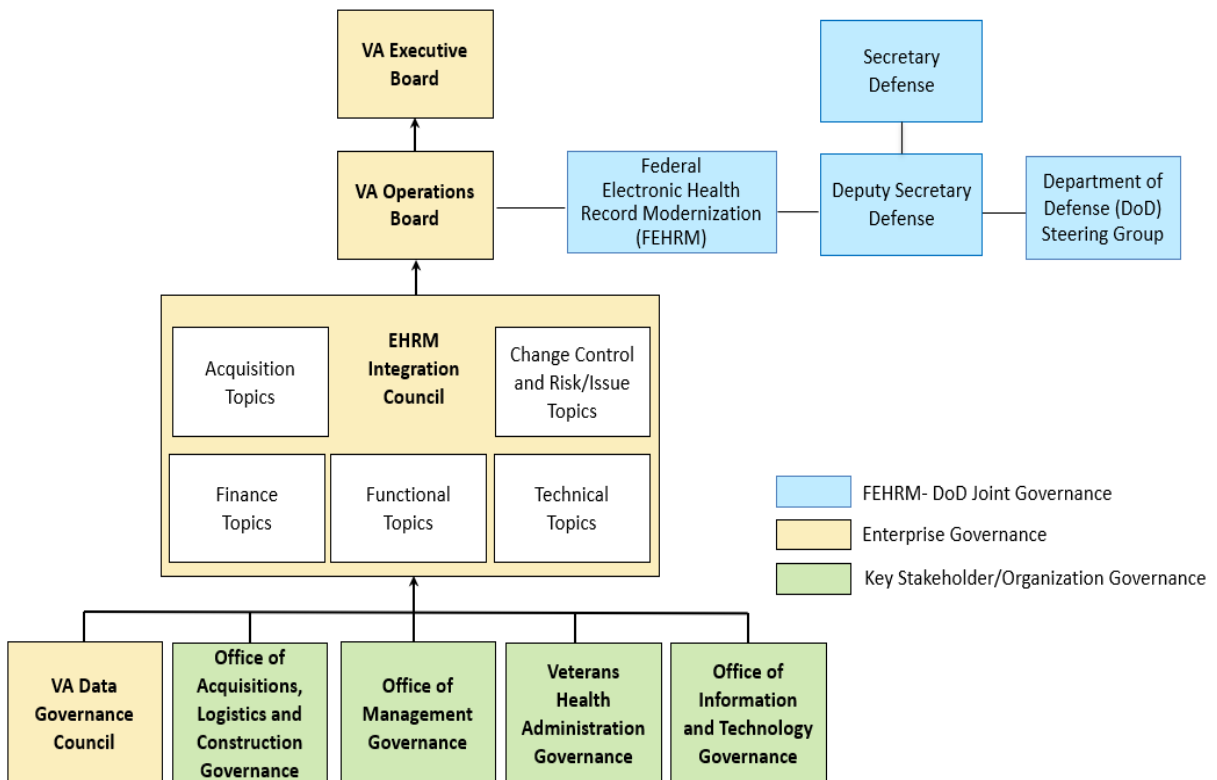 VA Executive
Board
Secretary
Defense
VA Operations
Board
Federal
Electronic Health
Record Modernization
(FEHRM)
Deputy Secretary
Defense
Department of
Defense (DoD)
Steering Group
EHRM
Integration
Council
Acquisition
Topics
Change Control
and Risk/Issue
Topics
Finance
Topics
Functional
Topics
Technical
Topics
FEHRM- DoD Joint Governance
Enterprise Governance
Key Stakeholder/Organization Governance
VA Data
Governance
Council
Office of
Acquisitions,
Logistics and
Construction
Governance
Office of
Management
Governance
Veterans
Health
Administration
Governance
Office of
Information
and Technology
Governance